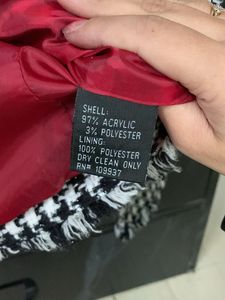 SHELL:
97% ACRYLIC
3% POLYESTER
LINING:
100% POLYESTER
DRY CLEAN ONLY
RN# 109937